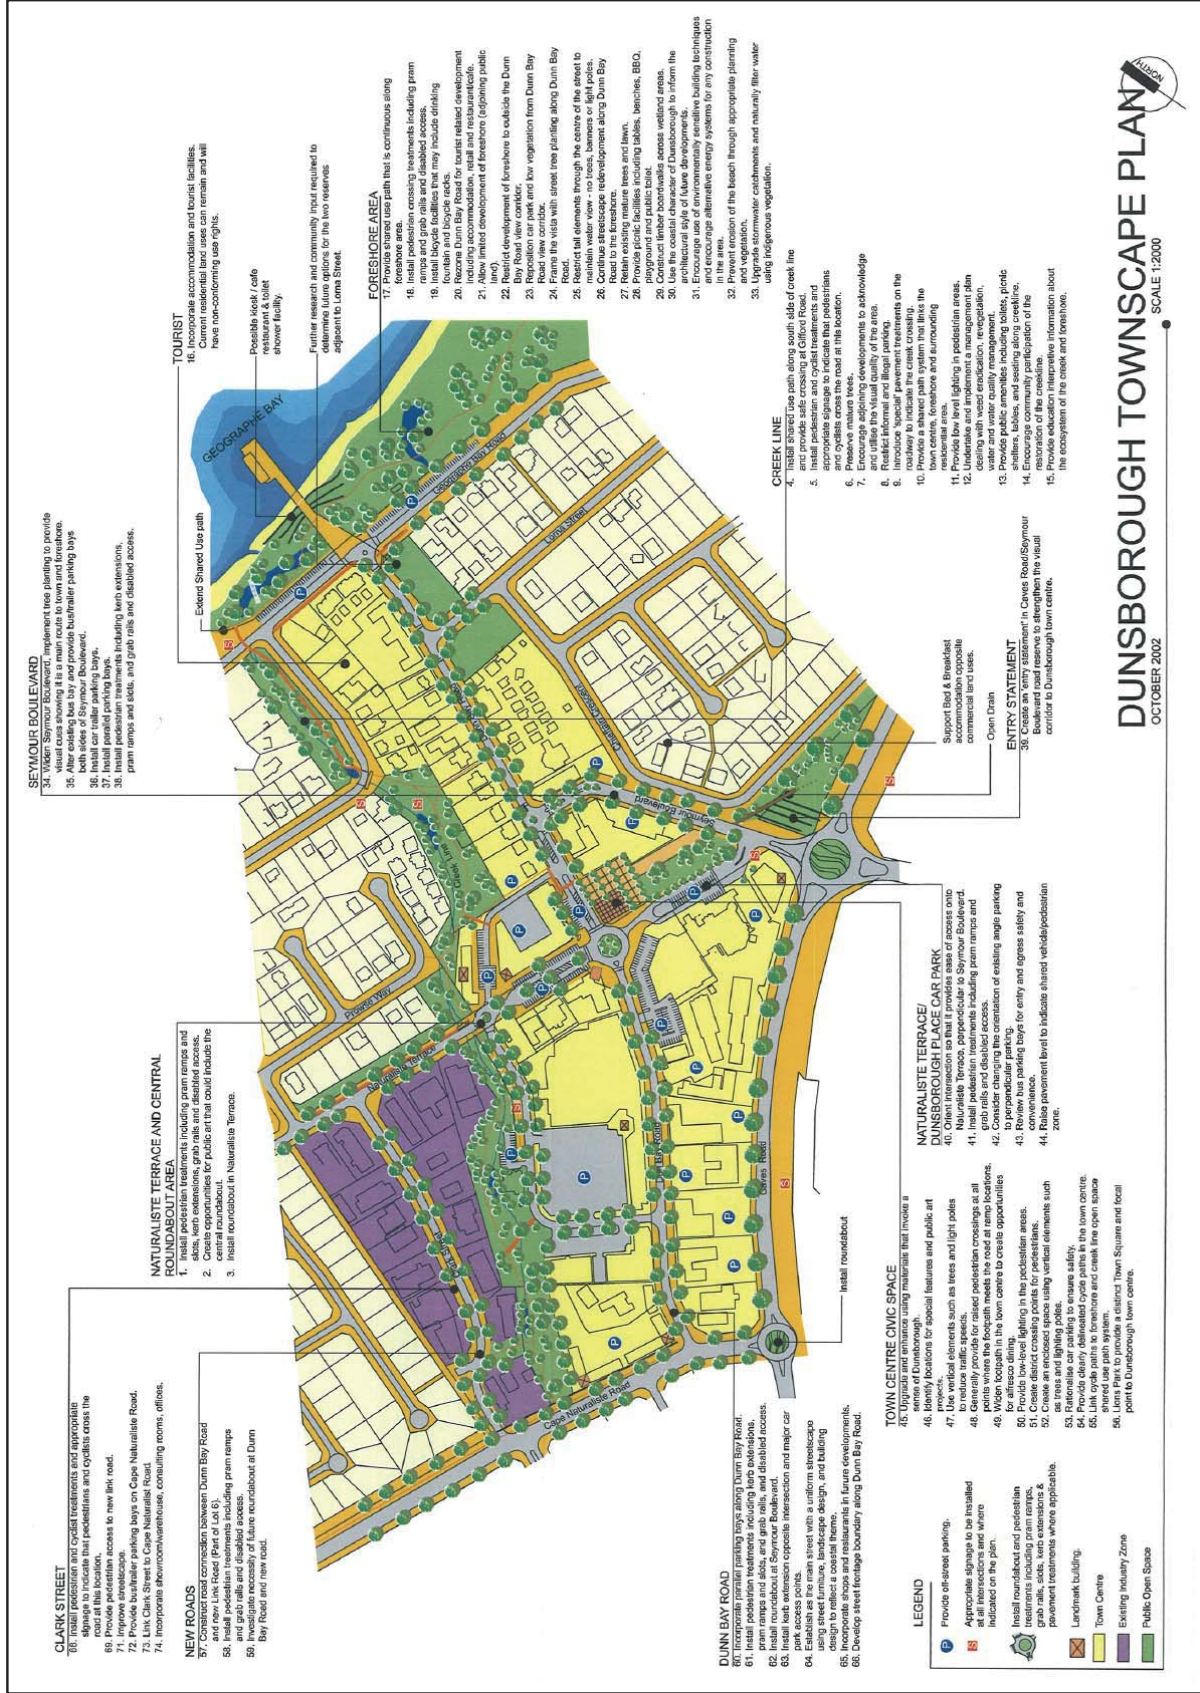 SEYMOUR BOULEVARD
34. Widen Seymour Boulevard, implement tree planting to provide
visual cues showing it is a main route to town and foreshore.
35. Alter existing bus bay and provide bus/trailer parking bays
both sides of Seymour Boulevard.
36. Install car trailer parking bays.
37. Install parallel parking bays.
38. Install pedestrian treatments including kerb extensions,
pram ramps and slots, and grab rails and disabled access.
TOURIST
16. Incorporate accommodation and tourist facilities.
Current residential land uses can remain and will
have non-conforming use rights.
Possible kiosk / cafe
restaurant & toilet
shower facility.
Further research and community input required to
determine future options for the two reserves
adjacent to Lorna Street.
FORESHORE AREA
17. Provide shared use path that is continuous along
foreshore area.
18. Install pedestrian crossing treatments including pram
ramps and grab rails and disabled access.
19. Install bicycle facilities that may include drinking
fountain and bicycle racks.
20. Rezone Dunn Bay Road for tourist related development
including accommodation, retail and restaurant/cafe.
21. Allow limited development of foreshore (adjoining public
land).
22. Restrict development of foreshore to outside the Dunn
Bay Road view corridor.
23. Reposition car park and low vegetation from Dunn Bay
Road view corridor.
24. Frame the vista with street tree planting along Dunn Bay
Road.
25. Restrict tall elements through the centre of the street to
maintain water view - no trees, banners or light poles.
26. Continue streetscape redevelopment along Dunn Bay
Road to the foreshore.
27. Retain existing mature trees and lawn.
28. Provide picnic facilities including tables, benches, BBQ,
playground and public toilet.
29. Construct timber boardwalks across wetland areas.
30. Use the coastal character of Dunsborough to inform the
architectural style of future developments.
31. Encourage use of environmentally sensitive building techniques
and encourage alternative energy systems for any construction
in the area.
32. Prevent erosion of the beach through appropriate planning
and vegetation.
33. Upgrade stormwater catchments and naturally filter water
using indigenous vegetation.
CREEK LINE
4. Install shared use path along south side of creek line
and provide safe crossing at Gifford Road.
5. Install pedestrian and cyclist treatments and
appropriate signage to indicate that pedestrians
and cyclists cross the road at this location.
6. Preserve mature trees.
7. Encourage adjoining developments to acknowledge
and utilise the visual quality of the area.
8. Restrict informal and illegal parking.
9. Introduce 'special' pavement treatments on the
roadway to indicate the creek crossing.
10. Provide a shared path system that links the
town centre, foreshore and surrounding
residential area.
11. Provide low level lighting in pedestrian areas.
12. Undertake and implement a management plan
dealing with weed eradication, revegetation,
water and water quality management.
13. Provide public amenities including toilets, picnic
shelters, tables, and seating along creekline.
14. Encourage community participation of the
restoration of the creekline.
15. Provide education interpretive information about
the ecosystem of the creek and foreshore.
Extend Shared Use path
GEOGRAPHE BAY
Geographe Bay Road
Lorna Street
Chieftain Crescent
Seymour Boulevard
Creek Line
Prowse Way
Naturaliste Terrace
Clark Street
Dunn Bay Road
Dunn Bay Road
Caves Road
Cape Naturaliste Road
Support Bed & Breakfast
accommodation opposite
commercial land uses.
Open Drain
ENTRY STATEMENT
39. Create an 'entry statement' in Caves Road/Seymour
Boulevard road reserve to strengthen the visual
corridor to Dunsborough town centre.
NATURALISTE TERRACE AND CENTRAL
ROUNDABOUT AREA
1. Install pedestrian treatments including pram ramps and
slots, kerb extensions, grab rails and disabled access.
2. Create opportunities for public art that could include the
central roundabout.
3. Install roundabout in Naturaliste Terrace.
NATURALISTE TERRACE/
DUNSBOROUGH PLACE CAR PARK
40. Orient intersection so that it provides ease of access onto
Naturaliste Terrace, perpendicular to Seymour Boulevard.
41. Install pedestrian treatments including pram ramps and
grab rails and disabled access.
42. Consider changing the orientation of existing angle parking
to perpendicular parking.
43. Review bus parking bays for entry and egress safety and
convenience.
44. Raise pavement level to indicate shared vehicle/pedestrian
zone.
Install roundabout
TOWN CENTRE CIVIC SPACE
45. Upgrade and enhance using materials that invoke a
sense of Dunsborough.
46. Identify locations for special features and public art
projects.
47. Use vertical elements such as trees and light poles
to reduce traffic speeds.
48. Generally provide for raised pedestrian crossings at all
points where the footpath meets the road at ramp locations.
49. Widen footpath in the town centre to create opportunities
for alfresco dining.
50. Provide low-level lighting in the pedestrian areas.
51. Create district crossing points for pedestrians.
52. Create an enclosed space using vertical elements such
as trees and lighting poles.
53. Rationalise car parking to ensure safety.
54. Provide clearly delineated cycle paths in the town centre.
55. Link cycle paths to foreshore and creek line open space
shared use path system.
56. Lions Park to provide a distinct Town Square and focal
point to Dunsborough town centre.
CLARK STREET
68. Install pedestrian and cyclist treatments and appropriate
signage to indicate that pedestrians and cyclists cross the
road at this location.
69. Provide pedestrian access to new link road.
71. Improve streetscape.
72. Provide bus/trailer parking bays on Cape Naturaliste Road.
73. Link Clark Street to Cape Naturalist Road.
74. Incorporate showroom/warehouse, consulting rooms, offices.
NEW ROADS
57. Construct road connection between Dunn Bay Road
and new Link Road (Part of Lot 6).
58. Install pedestrian treatments including pram ramps
and grab rails and disabled access.
59. Investigate necessity of future roundabout at Dunn
Bay Road and new road.
DUNN BAY ROAD
60. Incorporate parallel parking bays along Dunn Bay Road.
61. Install pedestrian treatments including kerb extensions,
pram ramps and slots, and grab rails, and disabled access.
62. Install roundabout at Seymour Boulevard.
63. Install kerb extension opposite intersection and major car
park access points.
64. Establish as the main street with a uniform streetscape
using street furniture, landscape design, and building
design to reflect a coastal theme.
65. Incorporate shops and restaurants in future developments.
66. Develop street frontage boundary along Dunn Bay Road.
LEGEND
P Provide off-street parking.
S Appropriate signage to be installed
at all intersections and where
indicated on the plan.
Install roundabout and pedestrian
treatments including pram ramps,
grab rails, slots, kerb extensions &
pavement treatments where applicable.
Landmark building.
Town Centre
Existing Industry Zone
Public Open Space
DUNSBOROUGH TOWNSCAPE PLAN
OCTOBER 2002
SCALE 1:2000
NORTH